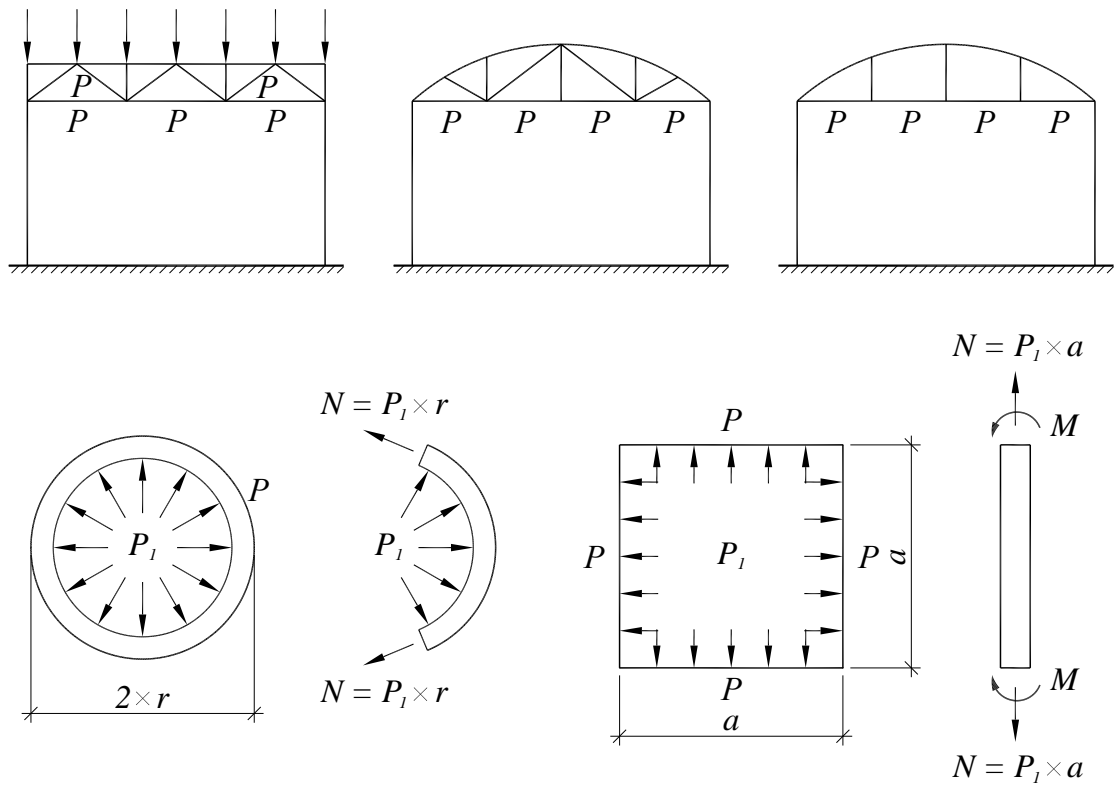 P P
P P P
P P P P
P P P P
N = P₁ × a
M
N = P₁ × r
P
P
P₁
P₁
P
P₁
P
a
N = P₁ × r
2 × r
P
a
M
N = P₁ × a